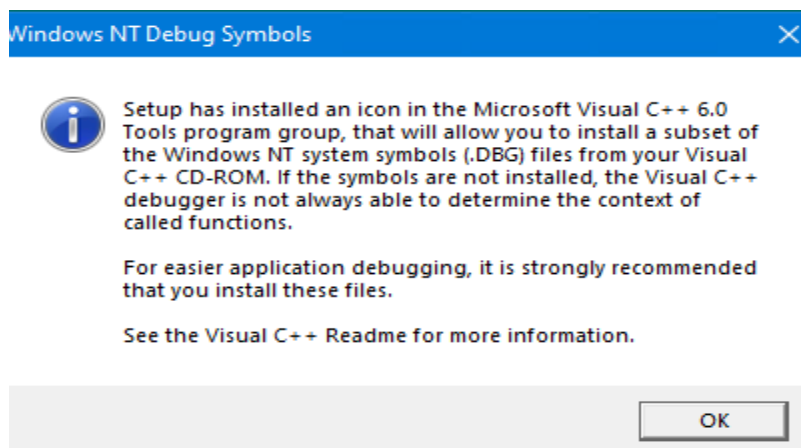 Windows NT Debug Symbols
Setup has installed an icon in the Microsoft Visual C++ 6.0
Tools program group, that will allow you to install a subset of
the Windows NT system symbols (.DBG) files from your Visual
C++ CD-ROM. If the symbols are not installed, the Visual C++
debugger is not always able to determine the context of
called functions.
For easier application debugging, it is strongly recommended
that you install these files.
See the Visual C++ Readme for more information.
OK